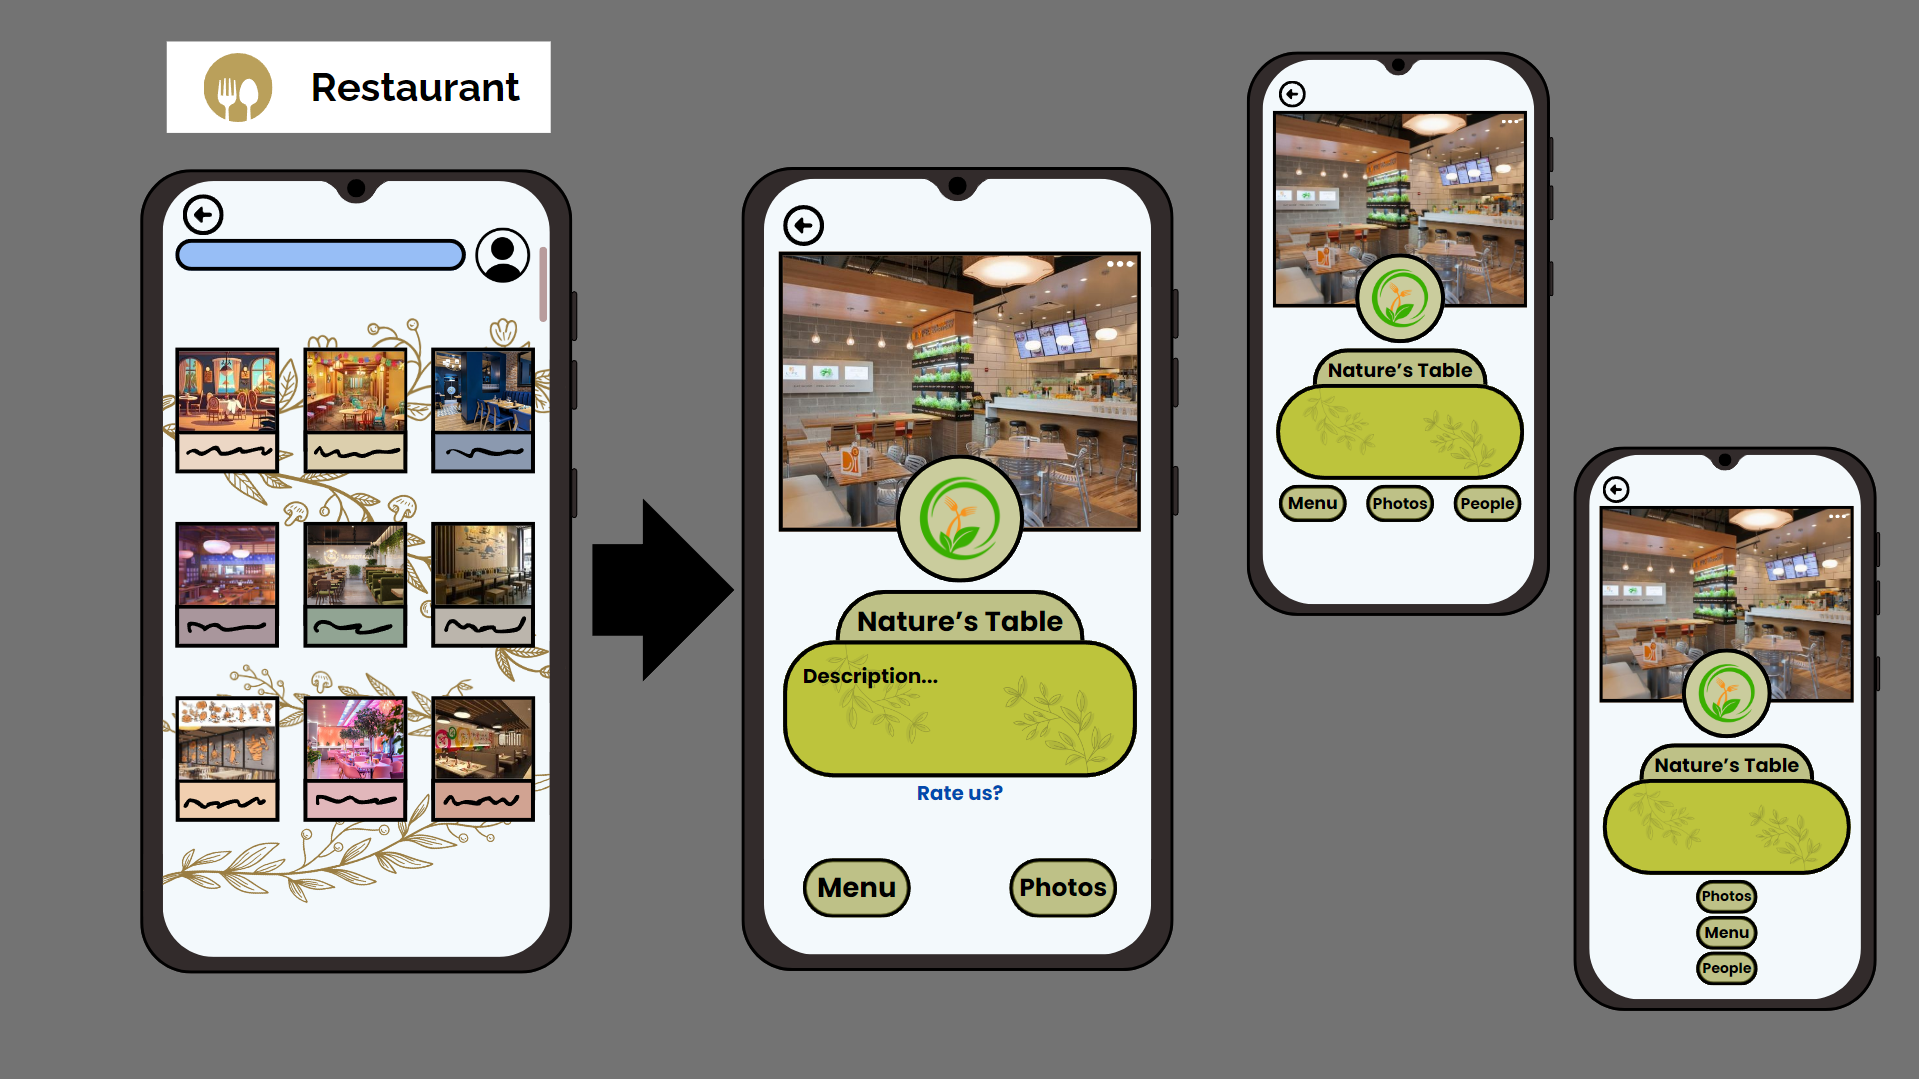 Restaurant
Nature's Table
Description...
Rate us?
Menu
Photos
Nature's Table
Menu
Photos
People
Nature's Table
Photos
Menu
People